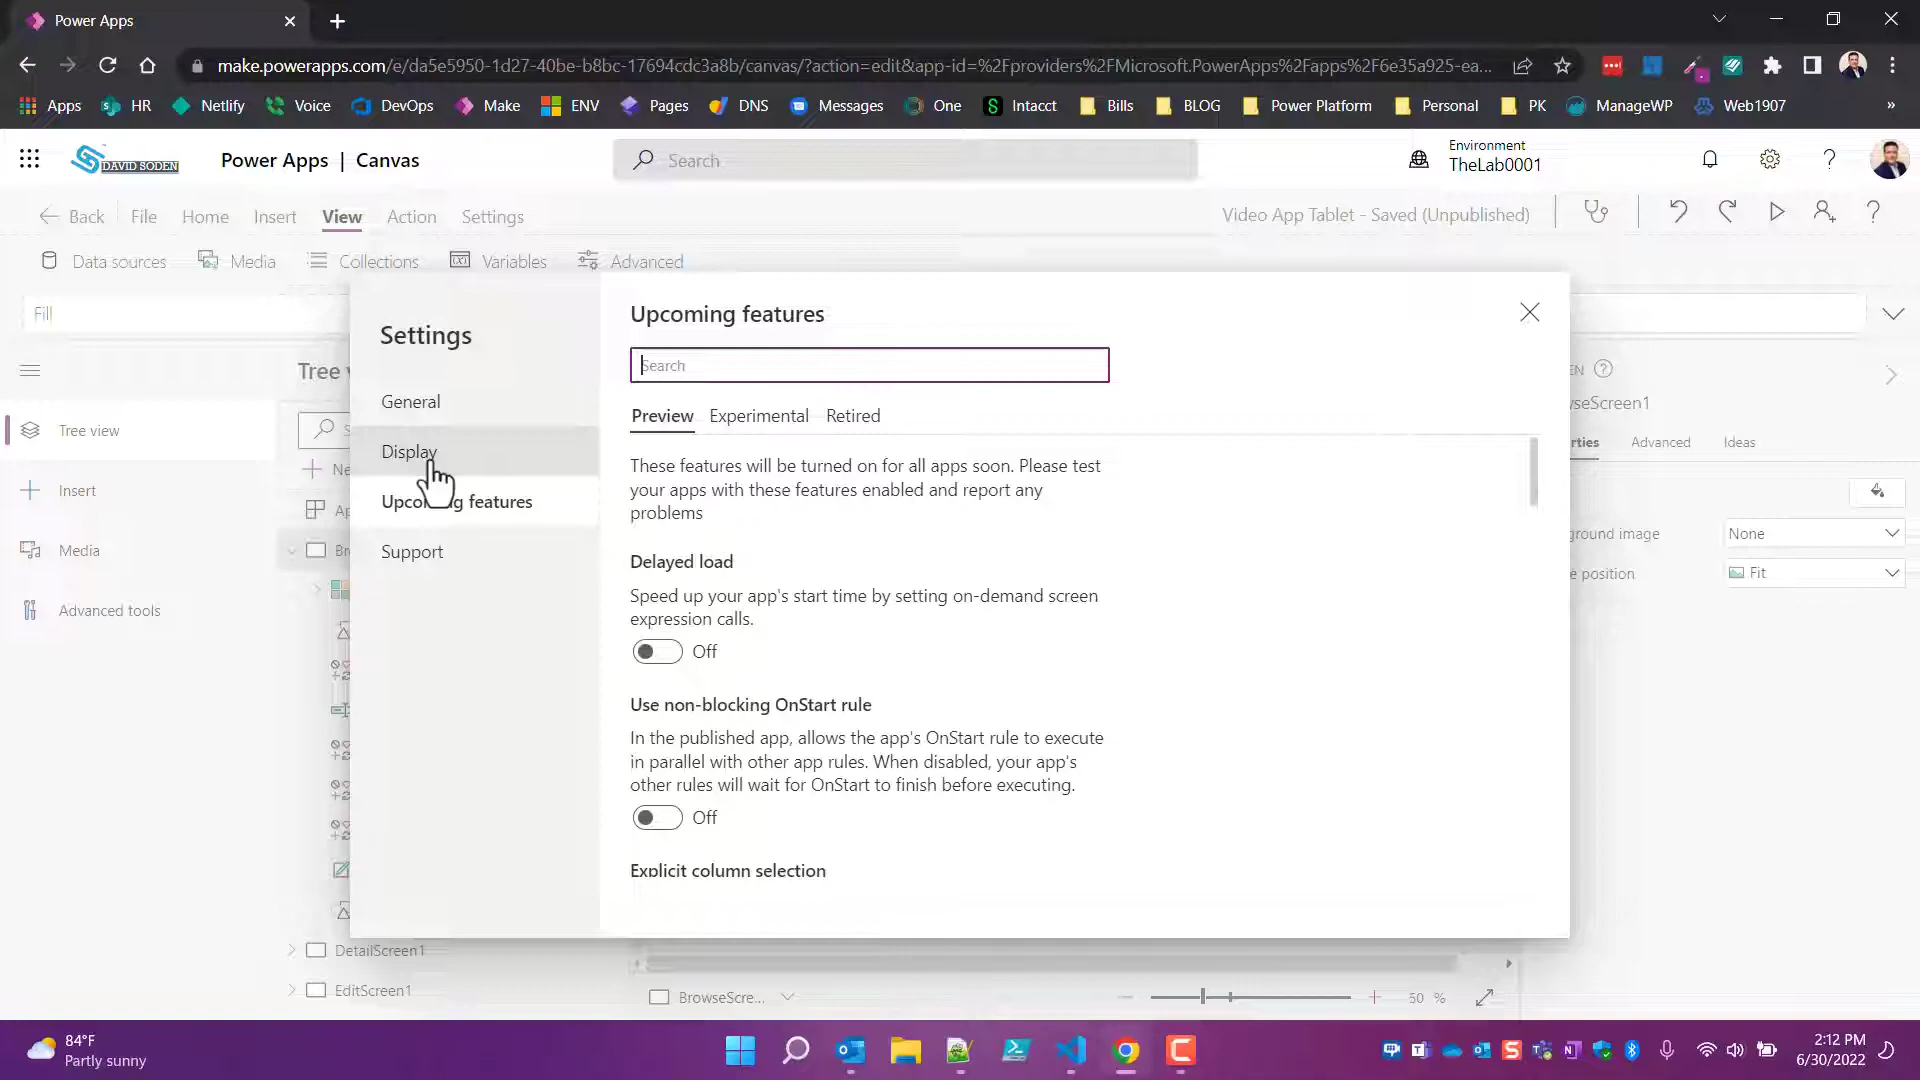 Power Apps
make.powerapps.com/e/da5e5950-1d27-40be-b8bc-17694cdc3a8b/canvas/?action=edit&app-id=%2Fproviders%2FMicrosoft.PowerApps%2Fapps%2F6e35a925-ea...
Apps HR Netlify Voice DevOps Make ENV Pages DNS Messages One Intacct Bills BLOG Power Platform Personal PK ManageWP Web1907 »
DAVID SODEN Power Apps | Canvas Search
Environment
TheLab0001
Back File Home Insert View Action Settings Video App Tablet - Saved (Unpublished)
Data sources Media Collections Variables Advanced
Fill
Settings
General
Display
Upcoming features
Support
Upcoming features
Search
Preview Experimental Retired
These features will be turned on for all apps soon. Please test
your apps with these features enabled and report any
problems
Delayed load
Speed up your app's start time by setting on-demand screen
expression calls.
Off
Use non-blocking OnStart rule
In the published app, allows the app's OnStart rule to execute
in parallel with other app rules. When disabled, your app's
other rules will wait for OnStart to finish before executing.
Off
Explicit column selection
Tree view
Insert
Media
Advanced tools
Tree
DetailScreen1
EditScreen1
Advanced Ideas
None
Fit
BrowseScre... 50 %
84°F
Partly sunny
2:12 PM
6/30/2022